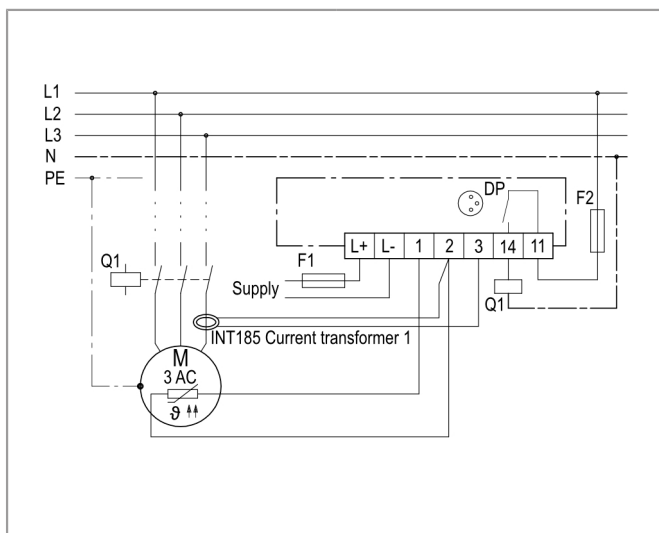 L1
L2
L3
N
PE
DP
F2
L+ L- 1 2 3 14 11
Q1
F1
Supply
Q1
INT185 Current transformer 1
M
3 AC
ϑ